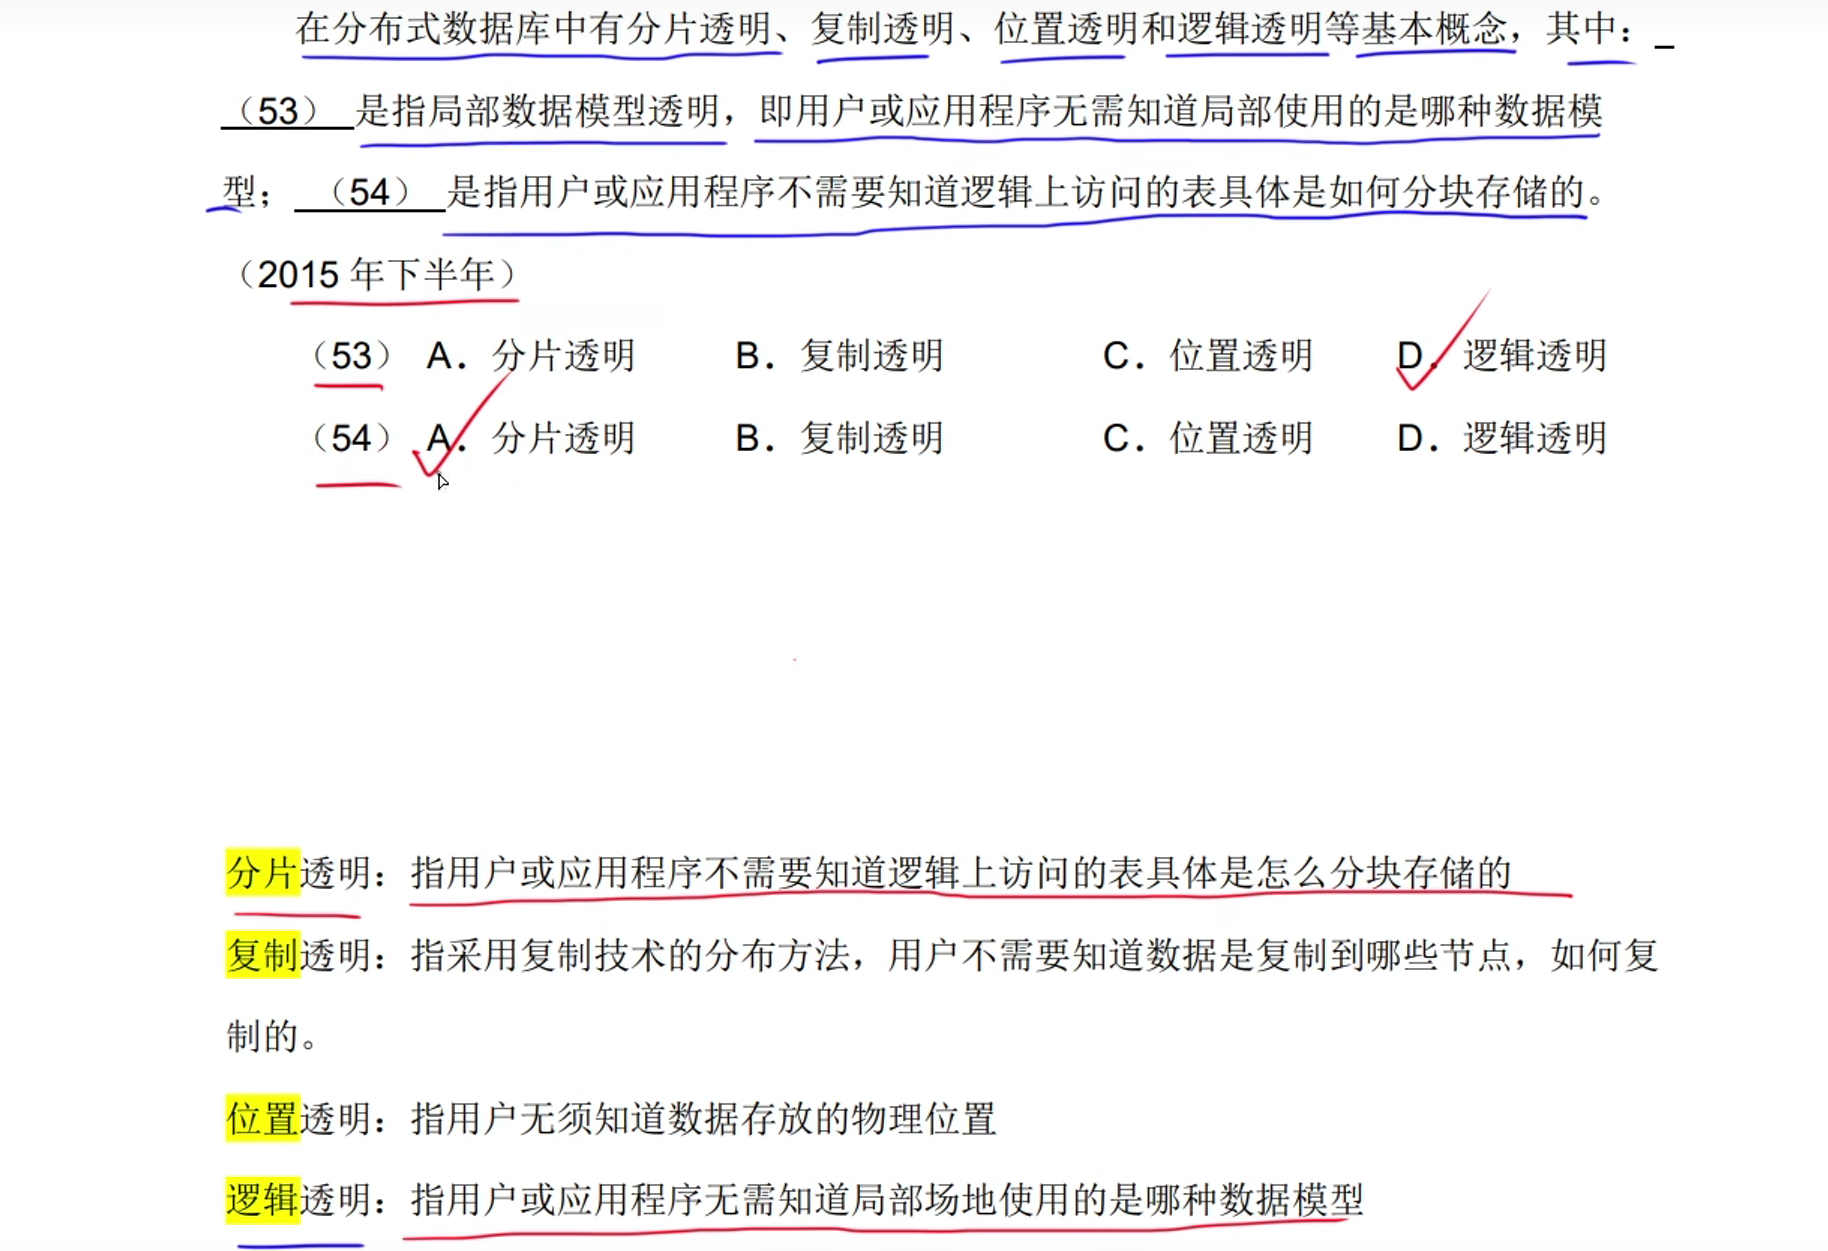 在分布式数据库中有分片透明、复制透明、位置透明和逻辑透明等基本概念，其中：_
（53） 是指局部数据模型透明，即用户或应用程序无需知道局部使用的是哪种数据模
型； （54） 是指用户或应用程序不需要知道逻辑上访问的表具体是如何分块存储的。
（2015 年下半年）
（53） A．分片透明 B．复制透明 C．位置透明 D．逻辑透明
（54） A．分片透明 B．复制透明 C．位置透明 D．逻辑透明
分片透明：指用户或应用程序不需要知道逻辑上访问的表具体是怎么分块存储的
复制透明：指采用复制技术的分布方法，用户不需要知道数据是复制到哪些节点，如何复
制的。
位置透明：指用户无须知道数据存放的物理位置
逻辑透明：指用户或应用程序无需知道局部场地使用的是哪种数据模型